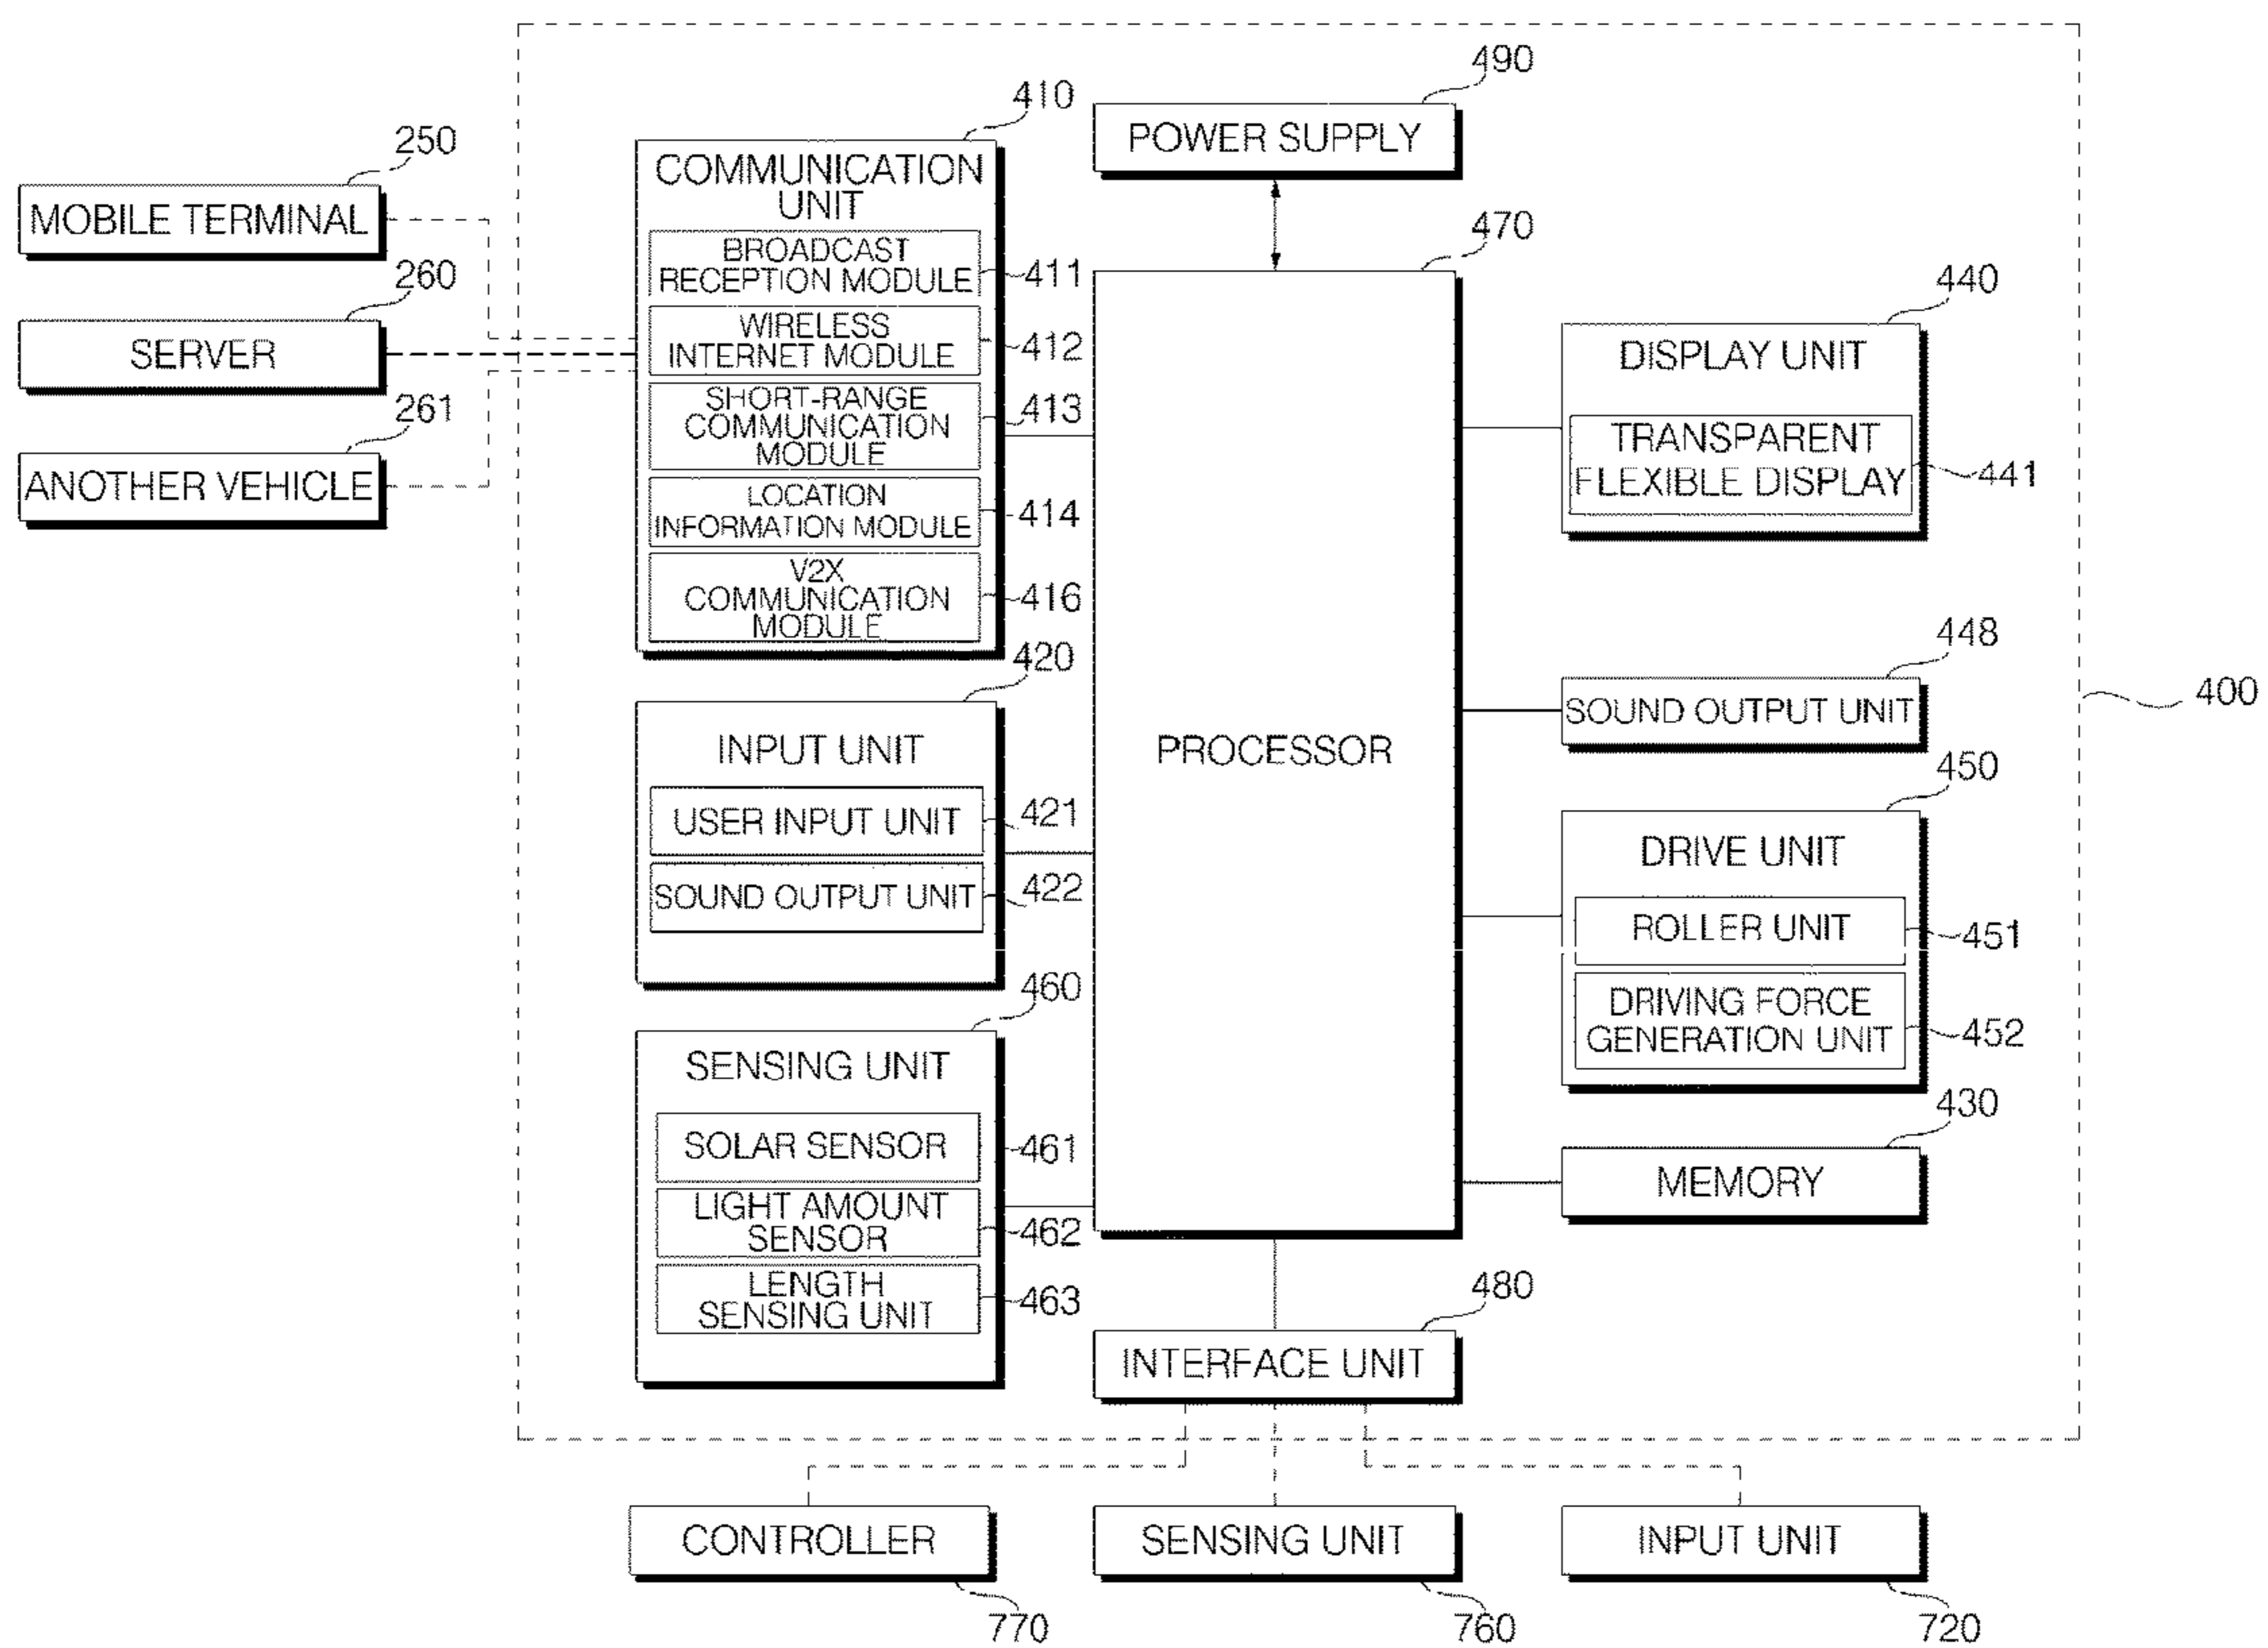 490
POWER SUPPLY
410
COMMUNICATION
UNIT
BROADCAST
RECEPTION MODULE
411
WIRELESS
INTERNET MODULE
412
SHORT-RANGE
COMMUNICATION
MODULE
413
LOCATION
INFORMATION MODULE
414
V2X
COMMUNICATION
MODULE
416
250
MOBILE TERMINAL
260
SERVER
261
ANOTHER VEHICLE
470
PROCESSOR
440
DISPLAY UNIT
TRANSPARENT
FLEXIBLE DISPLAY
441
448
SOUND OUTPUT UNIT
400
420
INPUT UNIT
USER INPUT UNIT
421
SOUND OUTPUT UNIT
422
450
DRIVE UNIT
ROLLER UNIT
451
DRIVING FORCE
GENERATION UNIT
452
460
SENSING UNIT
SOLAR SENSOR
461
LIGHT AMOUNT
SENSOR
462
LENGTH
SENSING UNIT
463
430
MEMORY
480
INTERFACE UNIT
CONTROLLER
770
SENSING UNIT
760
INPUT UNIT
720